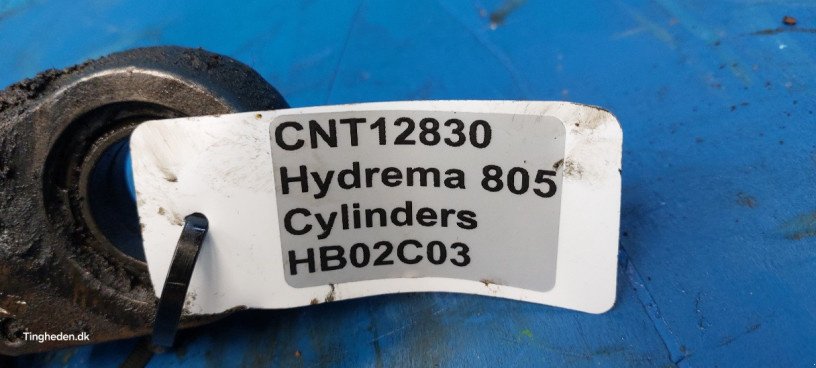 CNT12830
Hydrema 805
Cylinders
HB02C03
Tingheden.dk